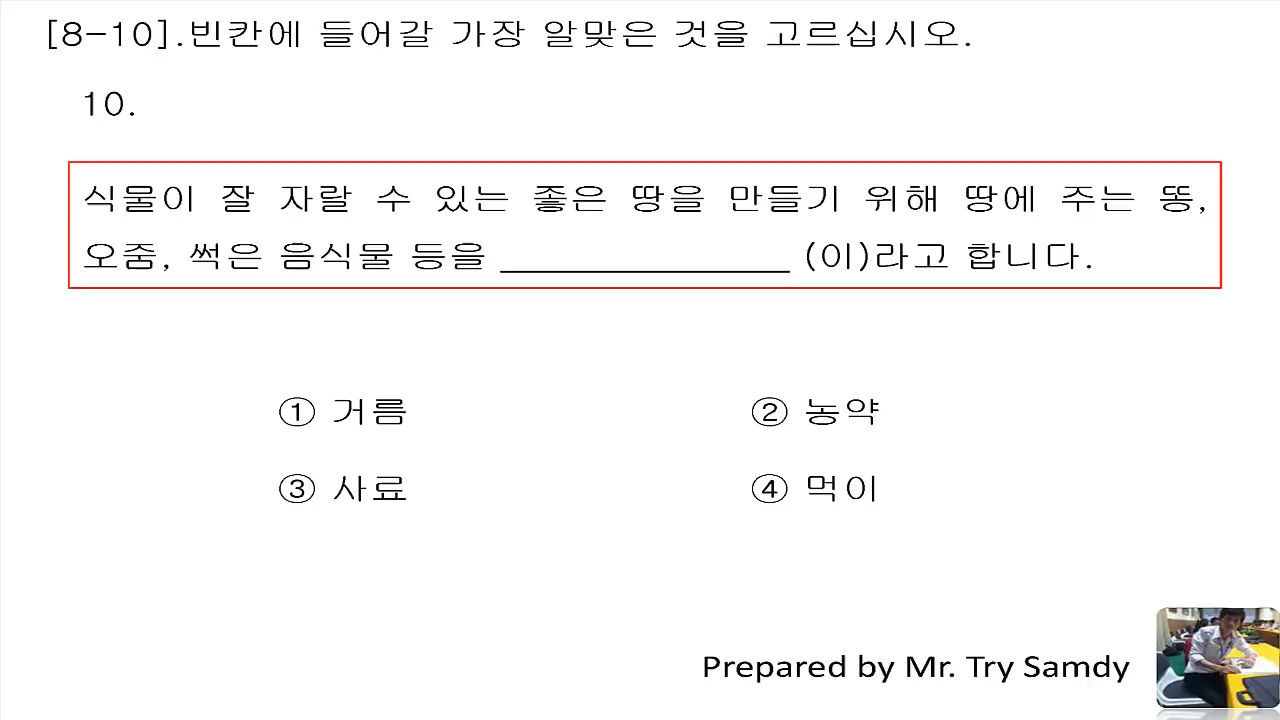 [8-10].빈칸에 들어갈 가장 알맞은 것을 고르십시오.
10.
식물이 잘 자랄 수 있는 좋은 땅을 만들기 위해 땅에 주는 똥,
오줌, 썩은 음식물 등을 ______________ (이)라고 합니다.
① 거름 ② 농약
③ 사료 ④ 먹이
Prepared by Mr. Try Samdy